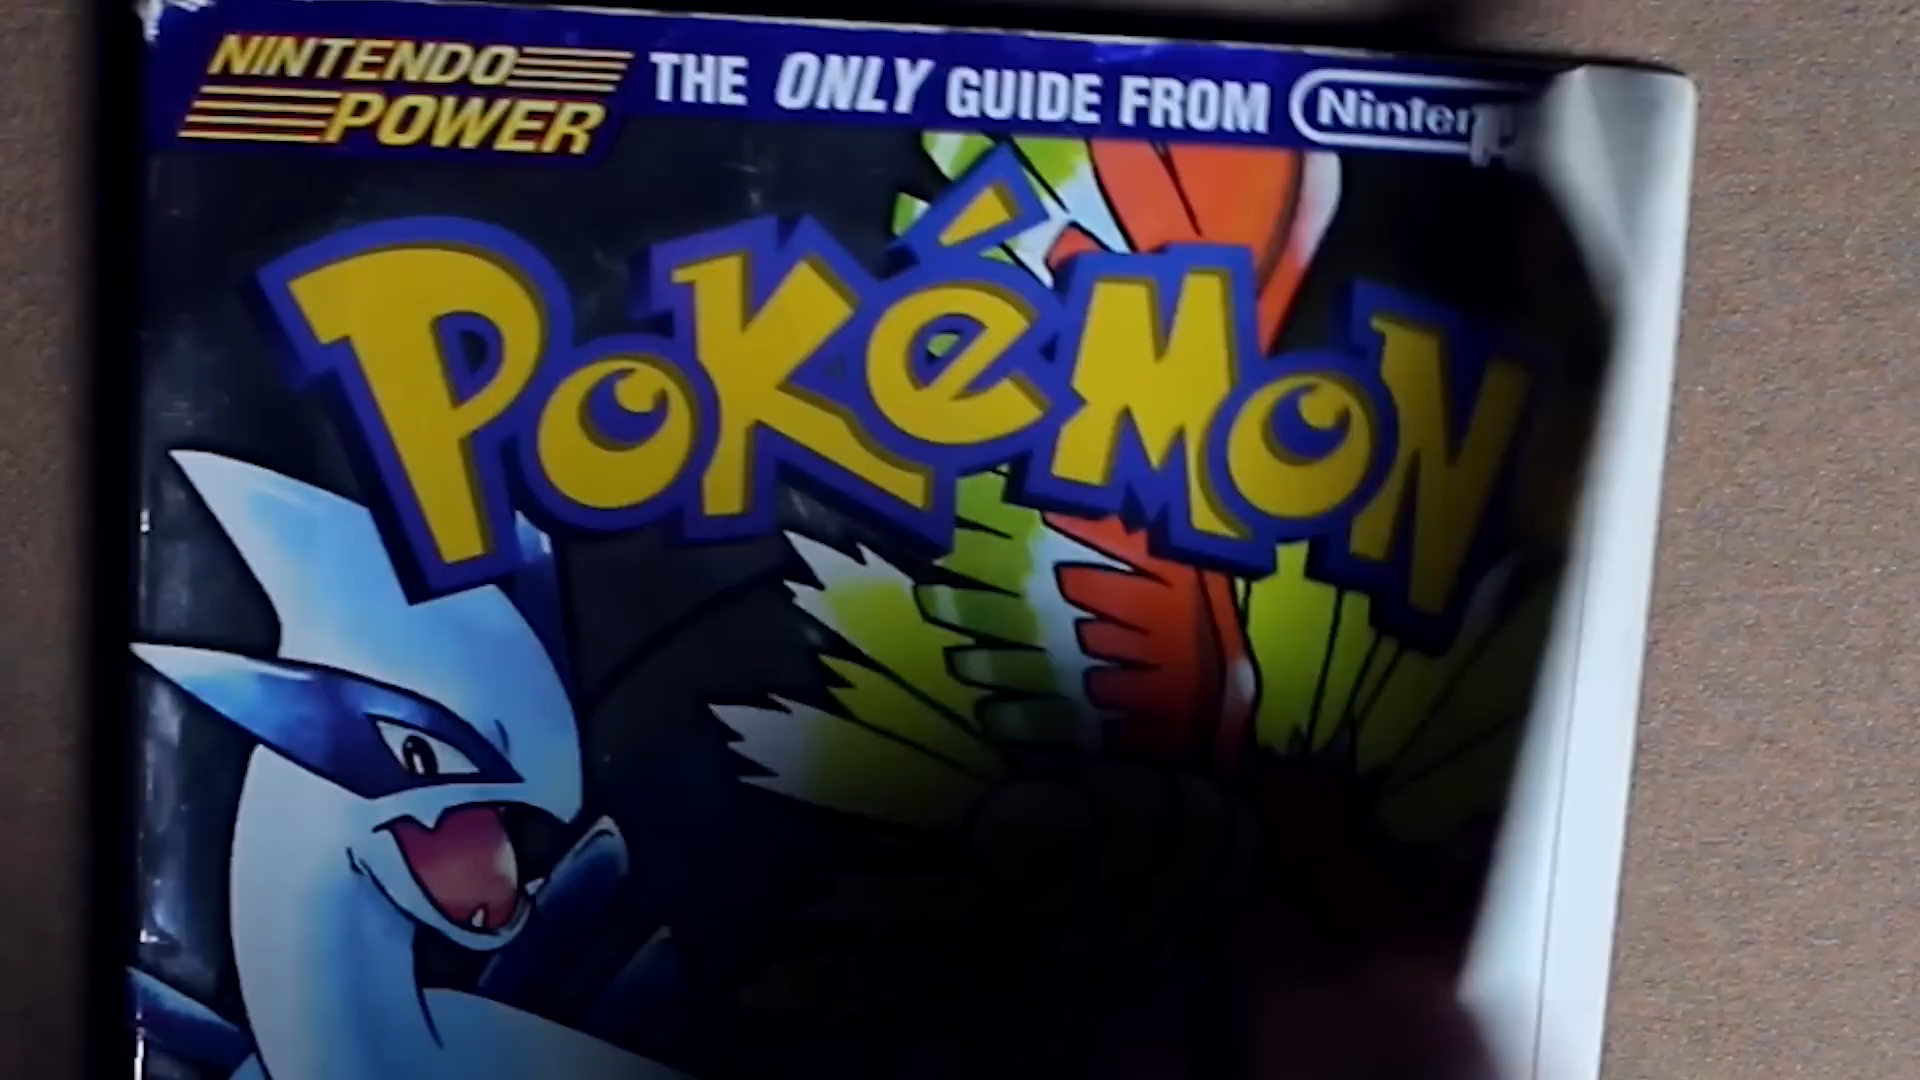 NINTENDO
POWER
THE ONLY GUIDE FROM
POKéMON